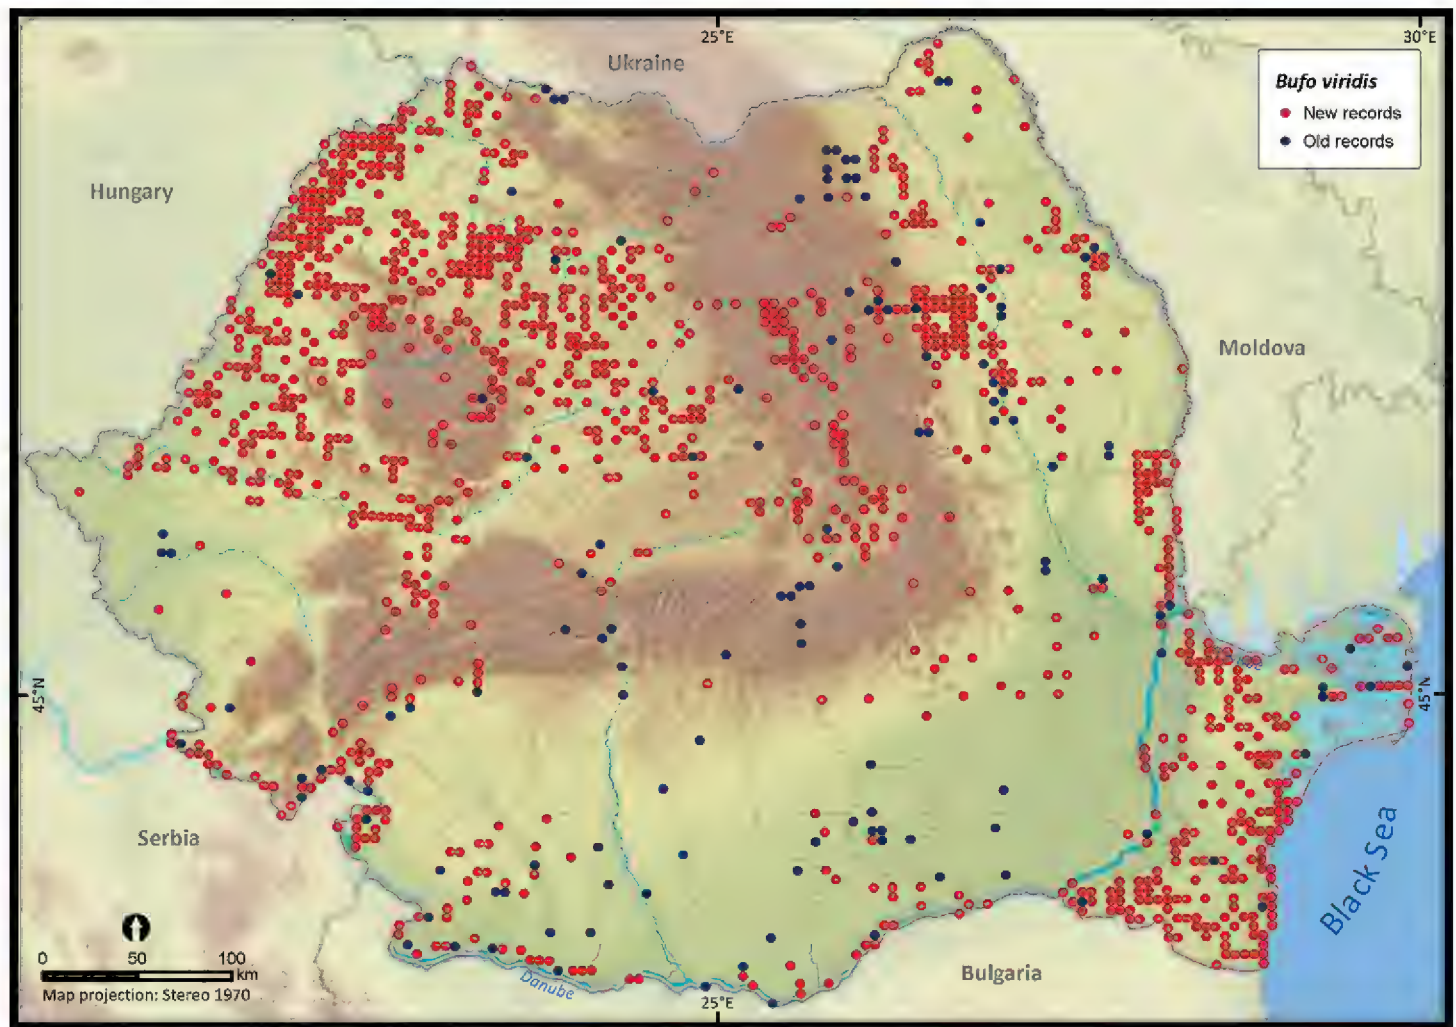 25°E
30°E
Ukraine
Bufo viridis
New records
Old records
Hungary
Moldova
45°N
45°N
Serbia
Black Sea
0 50 100
km
Map projection: Stereo 1970
Danube
25°E
Bulgaria